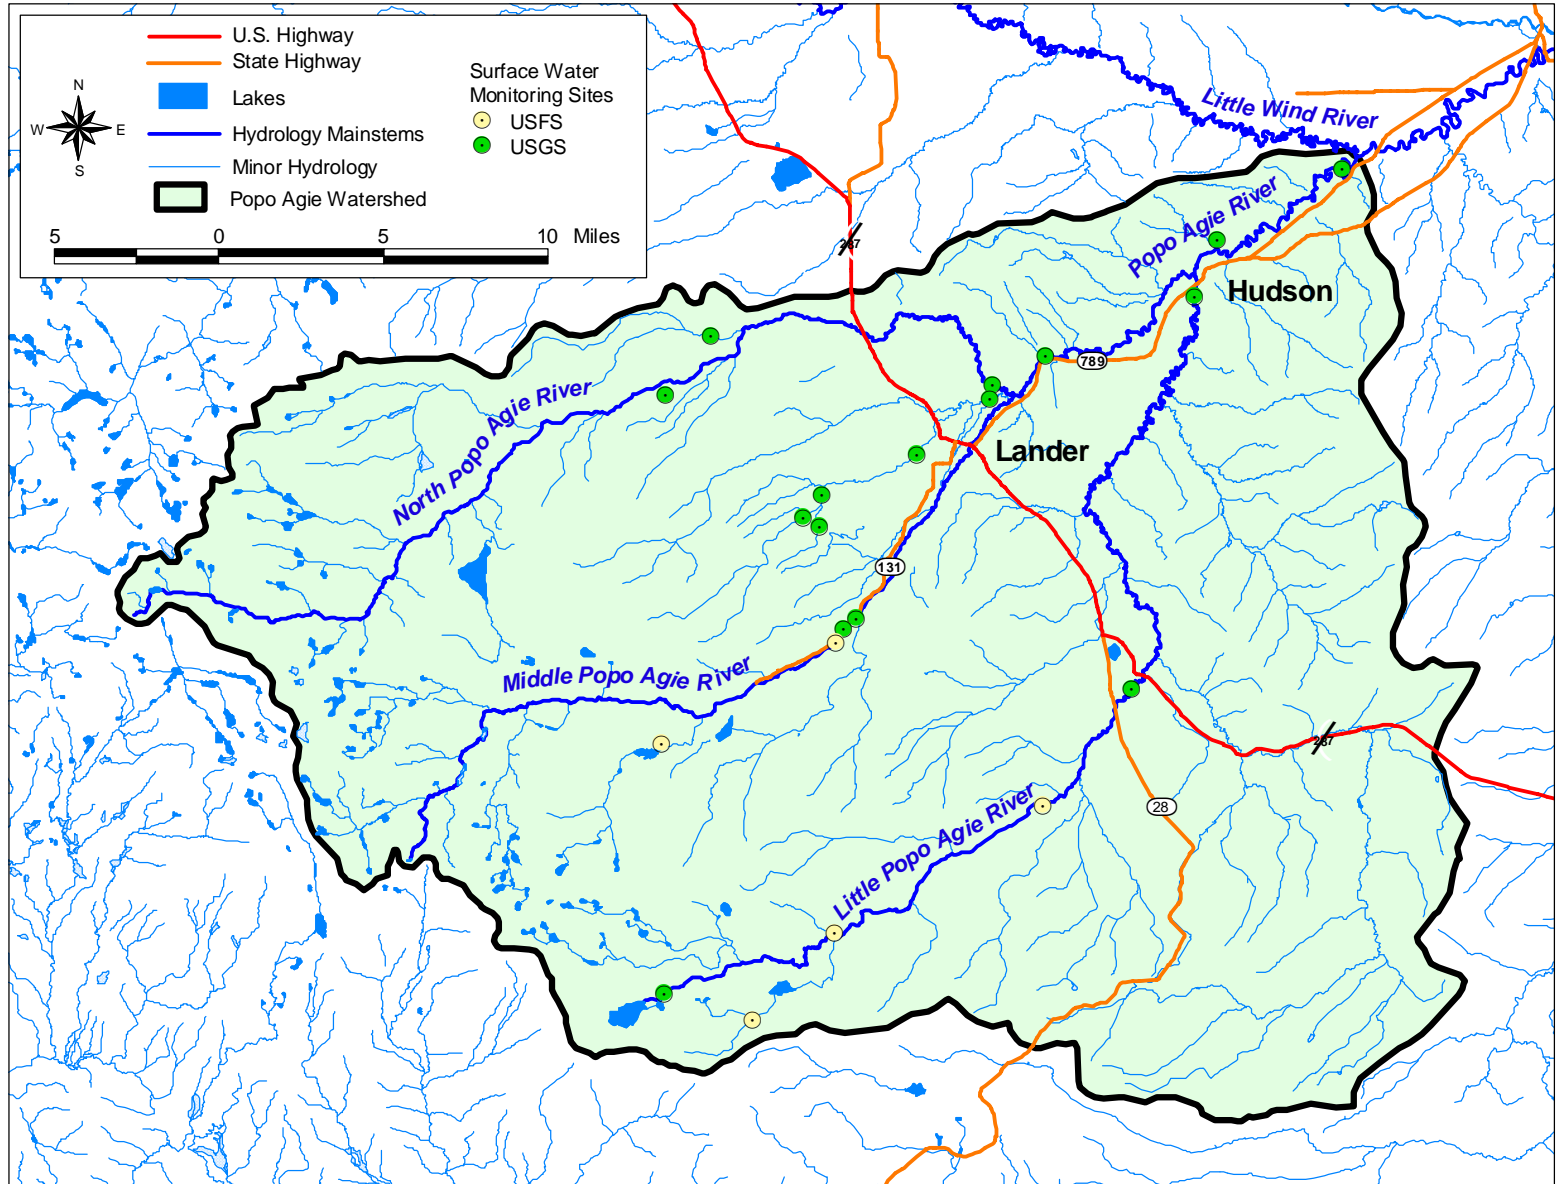 U.S. Highway
State Highway
Lakes
Hydrology Mainstems
Minor Hydrology
Popo Agie Watershed
Surface Water
Monitoring Sites
USFS
USGS
N
W
E
S
5 0 5 10 Miles
Little Wind River
Popo Agie River
287
Hudson
789
North Popo Agie River
Lander
131
Middle Popo Agie River
287
28
Little Popo Agie River